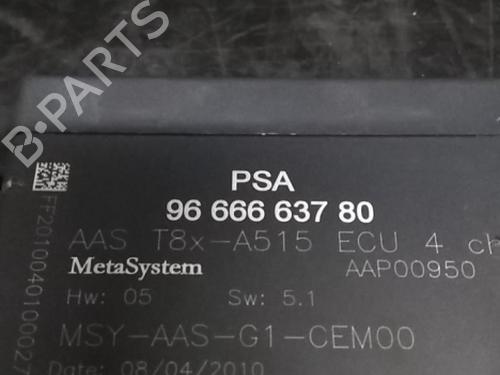 B-PARTS
PSA
96 666 637 80
AAS T8x-A515 ECU 4 ch
MetaSystem AAP00950
Hw: 05 Sw: 5.1
MSY-AAS-G1-CEM00
Date: 08/04/2010